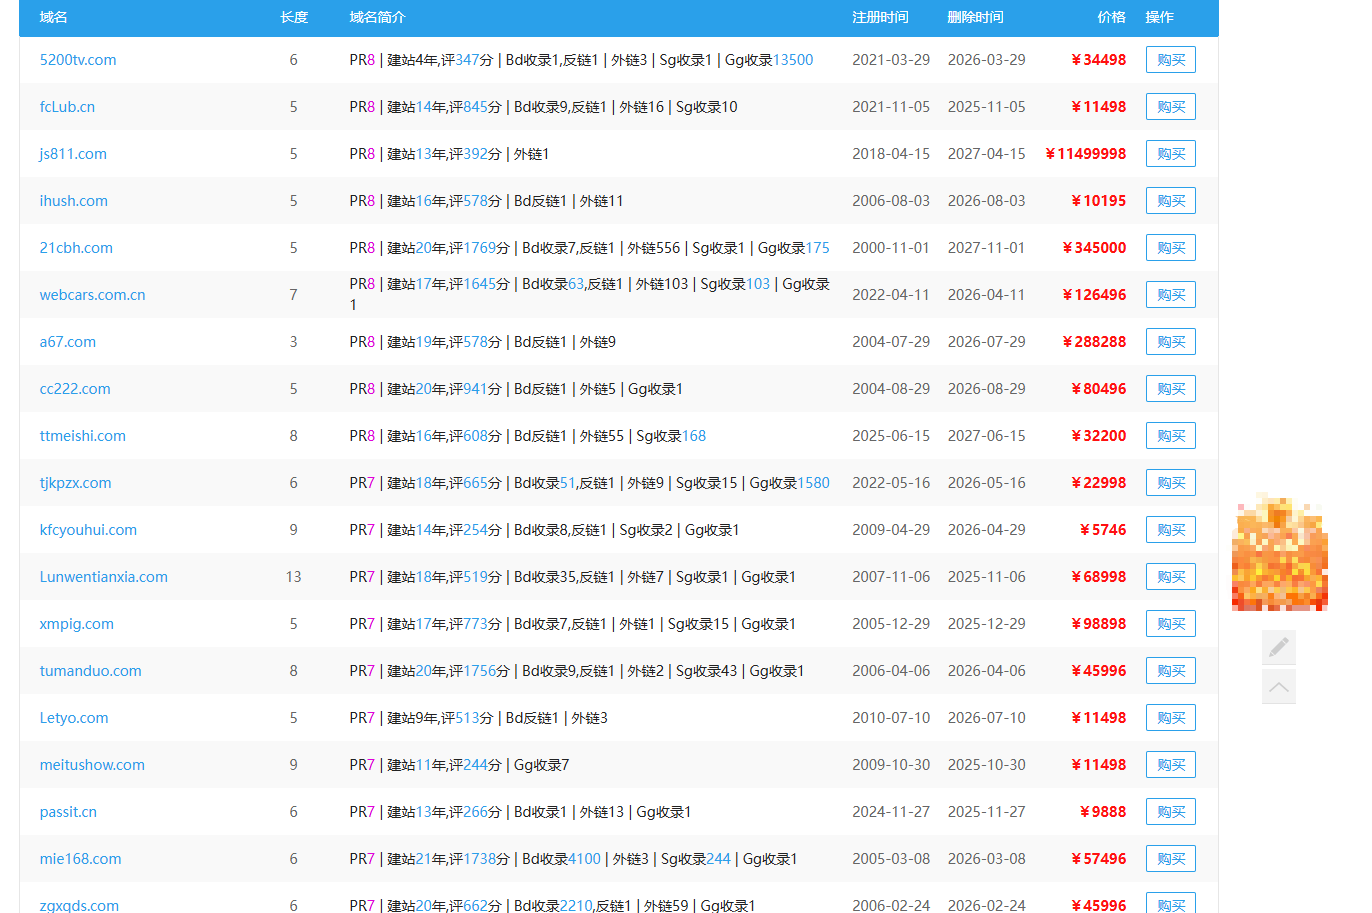 域名 长度 域名简介 注册时间 删除时间 价格 操作
5200tv.com 6 PR8 | 建站4年,评347分 | Bd收录1,反链1 | 外链3 | Sg收录1 | Gg收录13500 2021-03-29 2026-03-29 ￥34498 购买
fcLub.cn 5 PR8 | 建站14年,评845分 | Bd收录9,反链1 | 外链16 | Sg收录10 2021-11-05 2025-11-05 ￥11498 购买
js811.com 5 PR8 | 建站13年,评392分 | 外链1 2018-04-15 2027-04-15 ￥11499998 购买
ihush.com 5 PR8 | 建站16年,评578分 | Bd反链1 | 外链11 2006-08-03 2026-08-03 ￥10195 购买
21cbh.com 5 PR8 | 建站20年,评1769分 | Bd收录7,反链1 | 外链556 | Sg收录1 | Gg收录175 2000-11-01 2027-11-01 ￥345000 购买
webcars.com.cn 7 PR8 | 建站17年,评1645分 | Bd收录63,反链1 | 外链103 | Sg收录103 | Gg收录
1 2022-04-11 2026-04-11 ￥126496 购买
a67.com 3 PR8 | 建站19年,评578分 | Bd反链1 | 外链9 2004-07-29 2026-07-29 ￥288288 购买
cc222.com 5 PR8 | 建站20年,评941分 | Bd反链1 | 外链5 | Gg收录1 2004-08-29 2026-08-29 ￥80496 购买
ttmeishi.com 8 PR8 | 建站16年,评608分 | Bd反链1 | 外链55 | Sg收录168 2025-06-15 2027-06-15 ￥32200 购买
tjkpzx.com 6 PR7 | 建站18年,评665分 | Bd收录51,反链1 | 外链9 | Sg收录15 | Gg收录1580 2022-05-16 2026-05-16 ￥22998 购买
kfcyouhui.com 9 PR7 | 建站14年,评254分 | Bd收录8,反链1 | Sg收录2 | Gg收录1 2009-04-29 2026-04-29 ￥5746 购买
Lunwentianxia.com 13 PR7 | 建站18年,评519分 | Bd收录35,反链1 | 外链7 | Sg收录1 | Gg收录1 2007-11-06 2025-11-06 ￥68998 购买
xmpig.com 5 PR7 | 建站17年,评773分 | Bd收录7,反链1 | 外链1 | Sg收录15 | Gg收录1 2005-12-29 2025-12-29 ￥98898 购买
tumanduo.com 8 PR7 | 建站20年,评1756分 | Bd收录9,反链1 | 外链2 | Sg收录43 | Gg收录1 2006-04-06 2026-04-06 ￥45996 购买
Letyo.com 5 PR7 | 建站9年,评513分 | Bd反链1 | 外链3 2010-07-10 2026-07-10 ￥11498 购买
meitushow.com 9 PR7 | 建站11年,评244分 | Gg收录7 2009-10-30 2025-10-30 ￥11498 购买
passit.cn 6 PR7 | 建站13年,评266分 | Bd收录1 | 外链13 | Gg收录1 2024-11-27 2025-11-27 ￥9888 购买
mie168.com 6 PR7 | 建站21年,评1738分 | Bd收录4100 | 外链3 | Sg收录244 | Gg收录1 2005-03-08 2026-03-08 ￥57496 购买
zgxqds.com 6 PR7 | 建站20年,评662分 | Bd收录2210,反链1 | 外链59 | Gg收录1 2006-02-24 2026-02-24 ￥45996 购买